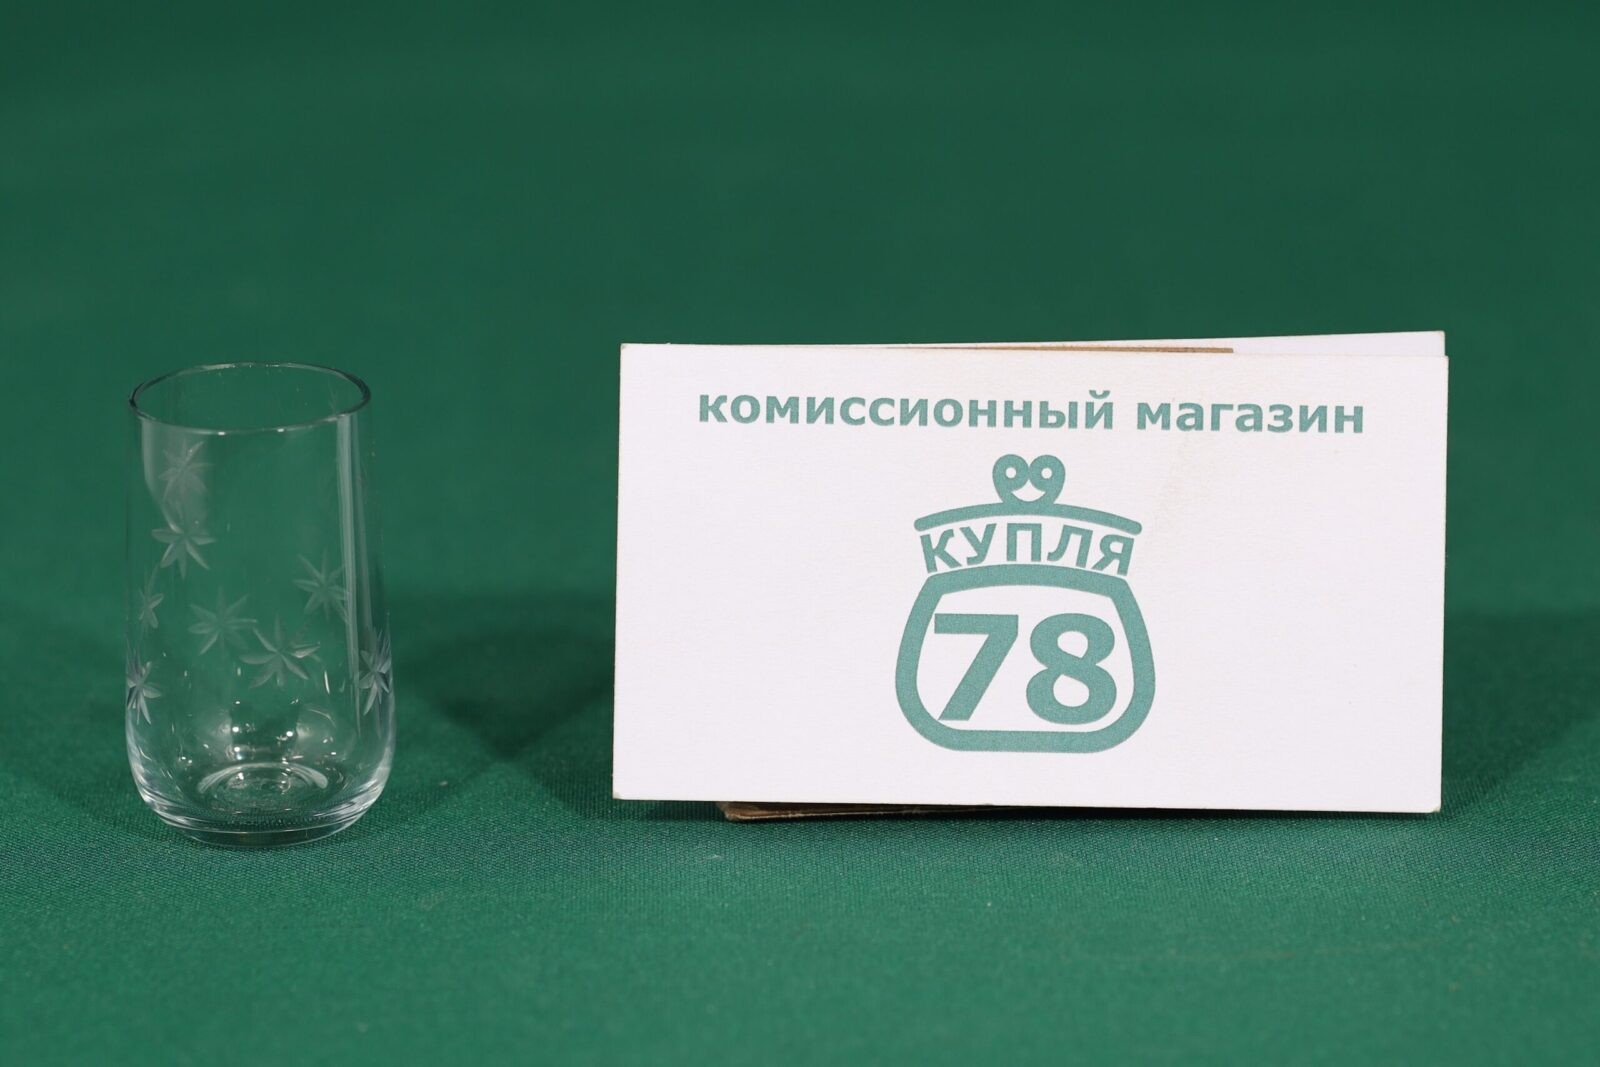 комиссионный магазин
КУПЛЯ
78